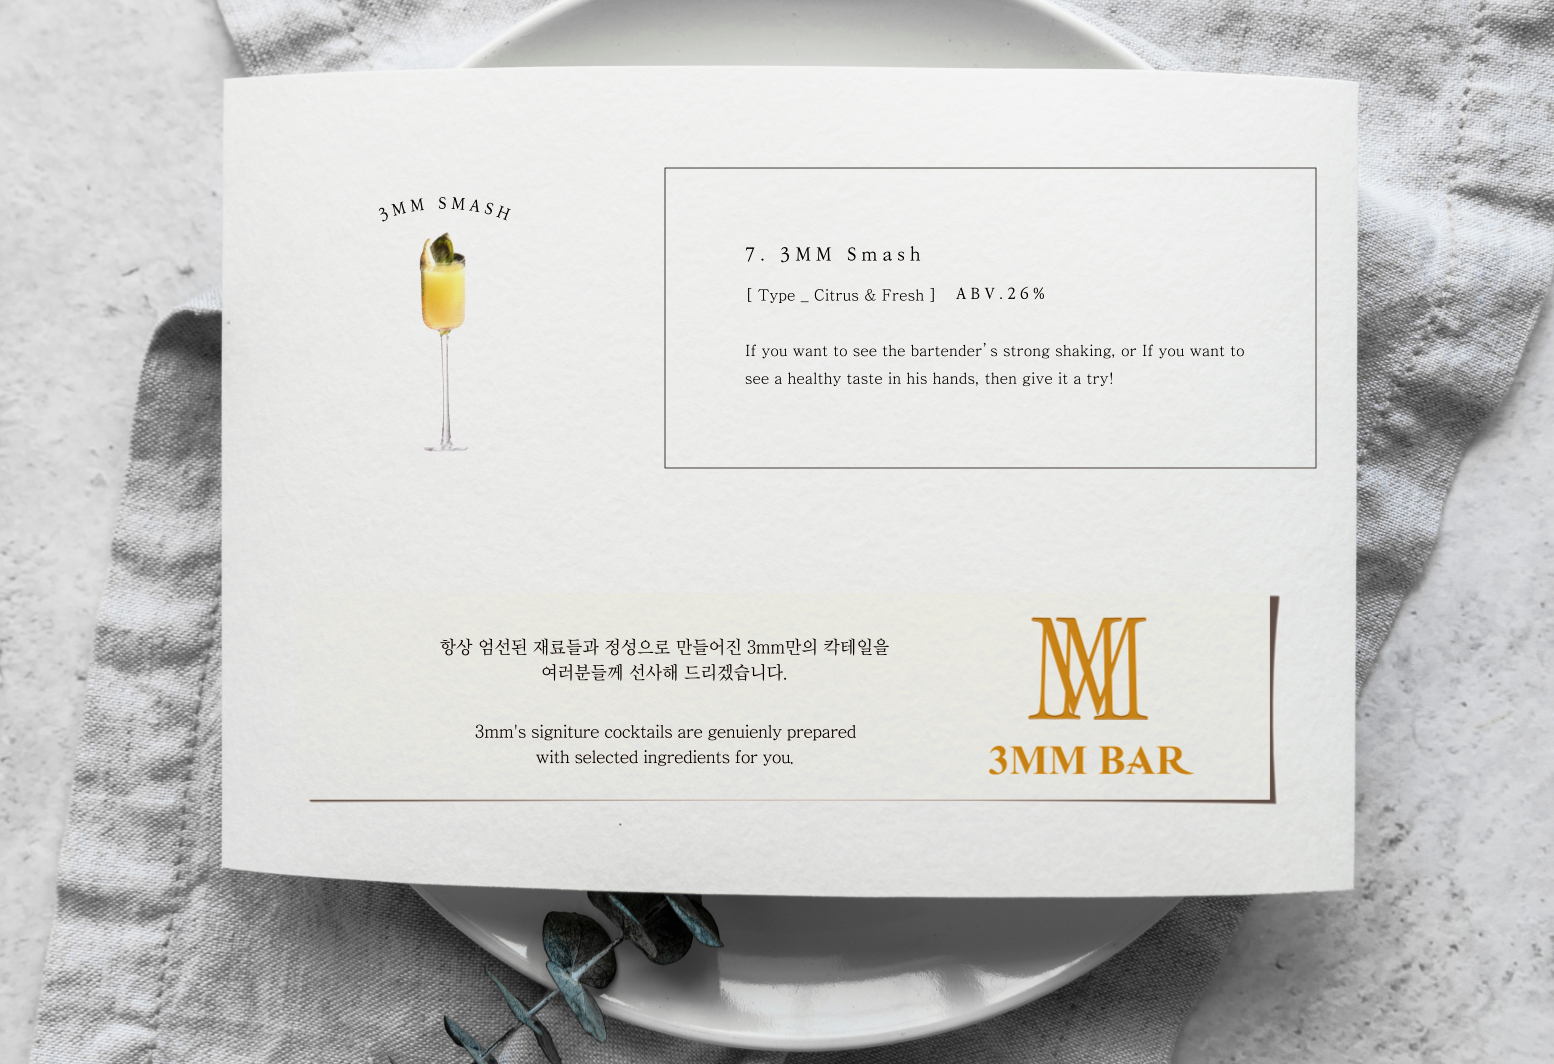 3MM SMASH
7. 3MM Smash
[ Type _ Citrus & Fresh ] ABV.26%
If you want to see the bartender’s strong shaking, or If you want to
see a healthy taste in his hands, then give it a try!
항상 엄선된 재료들과 정성으로 만들어진 3mm만의 칵테일을
여러분들께 선사해 드리겠습니다.
3mm's signiture cocktails are genuienly prepared
with selected ingredients for you.
3MM BAR